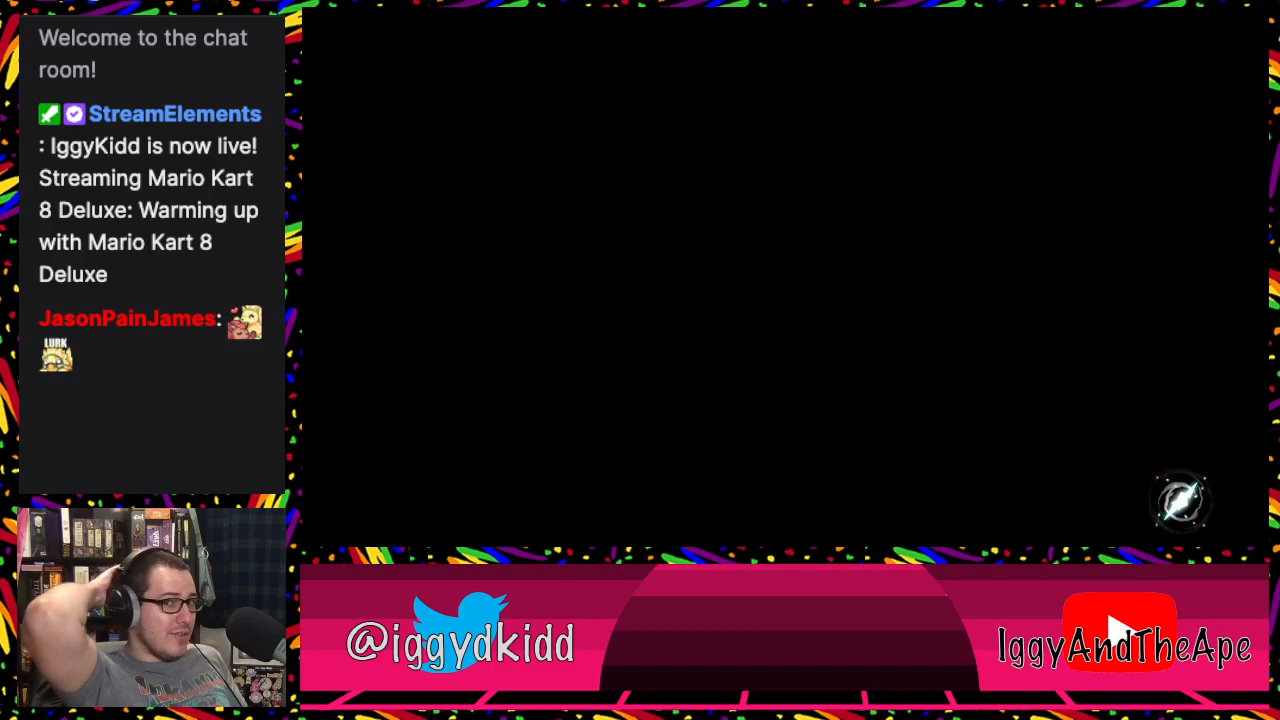 Welcome to the chat
room!
StreamElements
: IggyKidd is now live!
Streaming Mario Kart
8 Deluxe: Warming up
with Mario Kart 8
Deluxe
JasonPainJames:
LURK
@iggydkidd
IggyAndTheApe